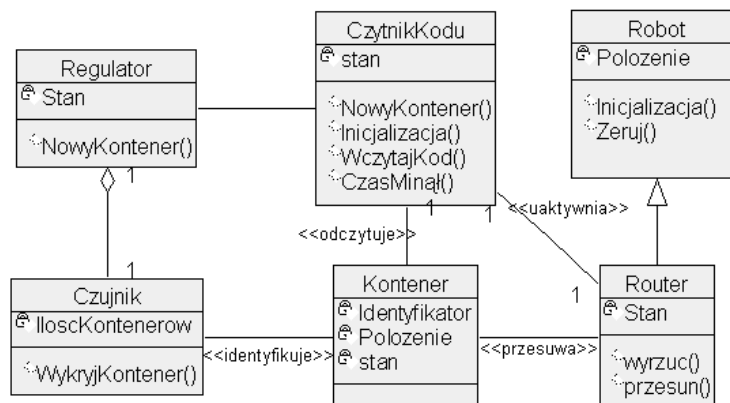 Regulator
Stan
NowyKontener()
CzytnikKodu
stan
NowyKontener()
Inicjalizacja()
WczytajKod()
CzasMinął()
Robot
Polozenie
Inicjalizacja()
Zeruj()
1
1
1
<<uaktywnia>>
<<odczytuje>>
1
1
Czujnik
IloscKontenerow
WykryjKontener()
<<identyfikuje>>
Kontener
Identyfikator
Polozenie
stan
<<przesuwa>>
Router
Stan
wyrzuc()
przesun()